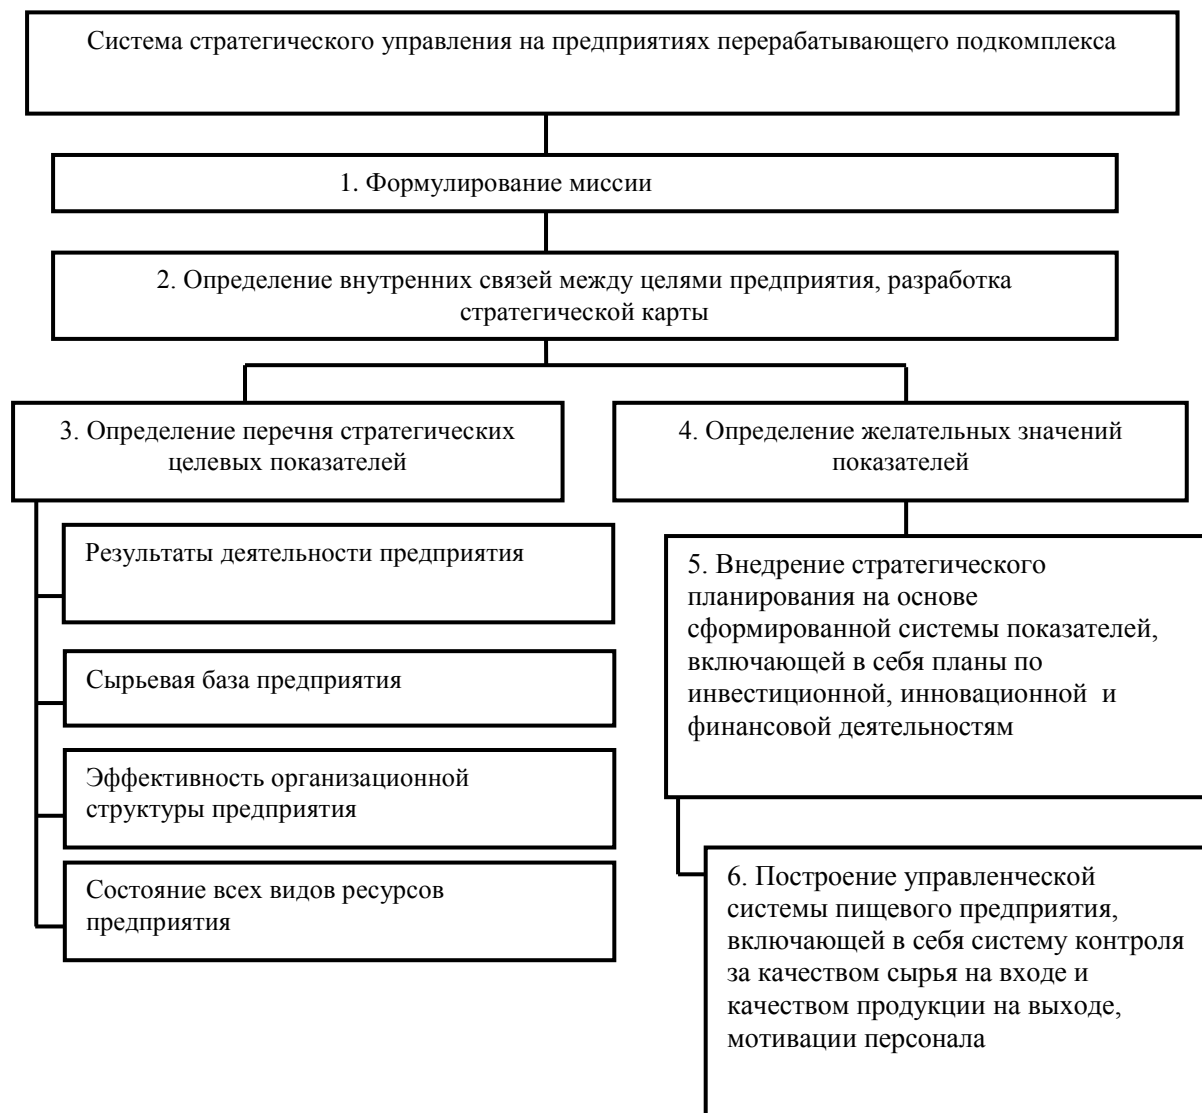 Система стратегического управления на предприятиях перерабатывающего подкомплекса
1. Формулирование миссии
2. Определение внутренних связей между целями предприятия, разработка
стратегической карты
3. Определение перечня стратегических
целевых показателей
Результаты деятельности предприятия
Сырьевая база предприятия
Эффективность организационной
структуры предприятия
Состояние всех видов ресурсов
предприятия
4. Определение желательных значений
показателей
5. Внедрение стратегического
планирования на основе
сформированной системы показателей,
включающей в себя планы по
инвестиционной, инновационной и
финансовой деятельностям
6. Построение управленческой
системы пищевого предприятия,
включающей в себя систему контроля
за качеством сырья на входе и
качеством продукции на выходе,
мотивации персонала